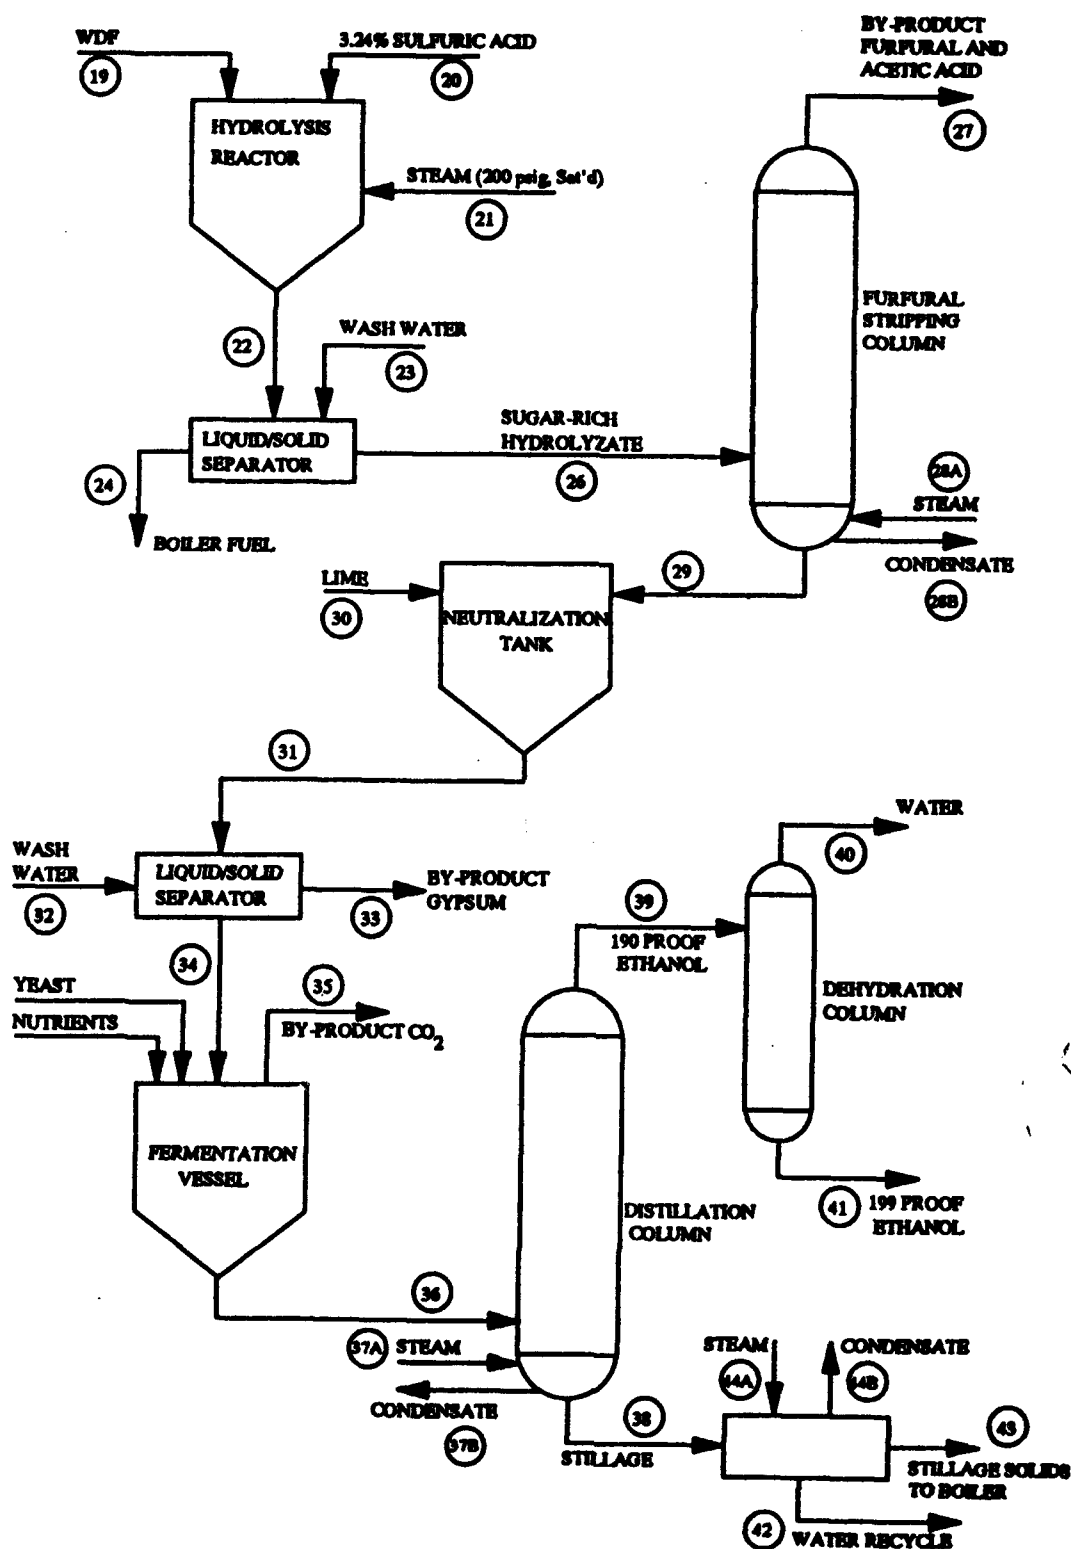 WDF
19
3.24% SULFURIC ACID
20
BY-PRODUCT
FURFURAL AND
ACETIC ACID
27
HYDROLYSIS
REACTOR
STEAM (200 psig, Sat'd)
21
FURFURAL
STRIPPING
COLUMN
22
WASH WATER
23
LIQUID/SOLID
SEPARATOR
SUGAR-RICH
HYDROLYZATE
26
24
BOILER FUEL
28A
STEAM
CONDENSATE
28B
LIME
30
29
NEUTRALIZATION
TANK
31
WASH
WATER
32
LIQUID/SOLID
SEPARATOR
BY-PRODUCT
GYPSUM
33
34
WATER
40
39
190 PROOF
ETHANOL
YEAST
NUTRIENTS
35
BY-PRODUCT CO2
DEHYDRATION
COLUMN
FERMENTATION
VESSEL
DISTILLATION
COLUMN
41
199 PROOF
ETHANOL
36
37A
STEAM
CONDENSATE
37B
38
STILLAGE
STEAM
44A
CONDENSATE
44B
43
STILLAGE SOLIDS
TO BOILER
42
WATER RECYCLE